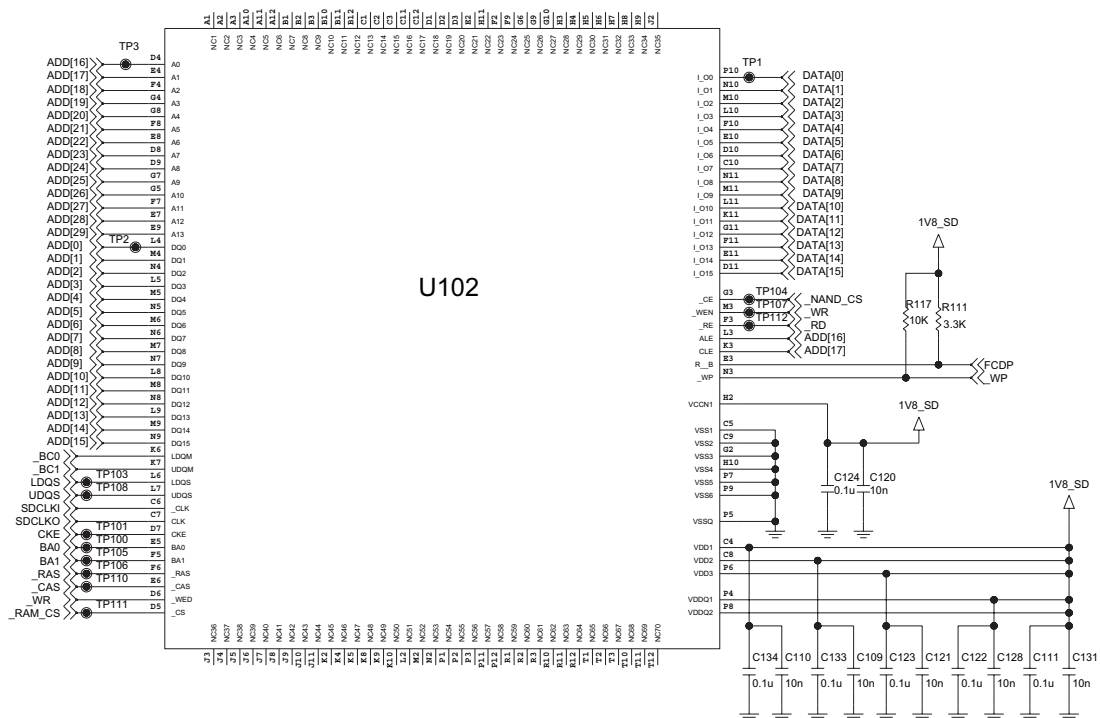 A1 A2 A3 A10 A11 A12 B1 B2 B3 B10 B11 B12 C1 C2 C3 C11 C12 D1 D2 D3 H11 F2 F9 G6 G9 G10 H3 H4 H5 H6 H7 H8 H9 J2
NC1 NC2 NC3 NC4 NC5 NC6 NC7 NC8 NC9 NC10 NC11 NC12 NC13 NC14 NC15 NC16 NC17 NC18 NC19 NC20 NC21 NC22 NC23 NC24 NC25 NC26 NC27 NC28 NC29 NC30 NC31 NC32 NC33 NC34 NC35
TP3
ADD[16] D4 A0
ADD[17] E4 A1
ADD[18] F4 A2
ADD[19] G4 A3
ADD[20] G8 A4
ADD[21] F8 A5
ADD[22] E8 A6
ADD[23] D8 A7
ADD[24] D9 A8
ADD[25] G7 A9
ADD[26] G5 A10
ADD[27] F7 A11
ADD[28] E7 A12
ADD[29] E9 A13
ADD[0] TP2 L4 DQ0
ADD[1] M4 DQ1
ADD[2] N4 DQ2
ADD[3] L5 DQ3
ADD[4] M5 DQ4
ADD[5] N5 DQ5
ADD[6] M6 DQ6
ADD[7] N6 DQ7
ADD[8] M7 DQ8
ADD[9] N7 DQ9
ADD[10] L8 DQ10
ADD[11] M8 DQ11
ADD[12] N8 DQ12
ADD[13] L9 DQ13
ADD[14] M9 DQ14
ADD[15] N9 DQ15
_BC0 K6 LDQM
_BC1 K7 UDQM
LDQS TP103 L6 LDQS
UDQS TP108 L7 UDQS
SDCLKI C6 _CLK
SDCLKO C7 CLK
CKE TP101 D7 CKE
BA0 TP100 E5 BA0
BA1 TP105 F5 BA1
_RAS TP106 F6 _RAS
_CAS TP110 E6 _CAS
_WR D6 _WED
_RAM_CS TP111 D5 _CS
U102
TP1
I_O0 P10 DATA[0]
I_O1 N10 DATA[1]
I_O2 M10 DATA[2]
I_O3 L10 DATA[3]
I_O4 F10 DATA[4]
I_O5 E10 DATA[5]
I_O6 D10 DATA[6]
I_O7 C10 DATA[7]
I_O8 N11 DATA[8]
I_O9 M11 DATA[9]
I_O10 L11 DATA[10]
I_O11 K11 DATA[11]
I_O12 G11 DATA[12]
I_O13 F11 DATA[13]
I_O14 E11 DATA[14]
I_O15 D11 DATA[15]
_CE G3 TP104 _NAND_CS
_WEN M3 TP107 _WR
_RE F3 TP112 _RD
ALE L3 ADD[16]
CLE K3 ADD[17]
R__B E3 FCDP
_WP N3 _WP
1V8_SD
R117 R111
10K 3.3K
VCCN1 H2
1V8_SD
VSS1 C5
VSS2 C9
VSS3 G2
VSS4 H10
VSS5 P7
VSS6 P9
VSSQ P5
C124 C120
0.1u 10n
1V8_SD
VDD1 C4
VDD2 C8
VDD3 P6
VDDQ1 P4
VDDQ2 P8
C134 C110 C133 C109 C123 C121 C122 C128 C111 C131
0.1u 10n 0.1u 10n 0.1u 10n 0.1u 10n 0.1u 10n
NC36 NC37 NC38 NC39 NC40 NC41 NC42 NC43 NC44 NC45 NC46 NC47 NC48 NC49 NC50 NC51 NC52 NC53 NC54 NC55 NC56 NC57 NC58 NC59 NC60 NC61 NC62 NC63 NC64 NC65 NC66 NC67 NC68 NC69 NC70
J3 J4 J5 J6 J7 J8 J9 J10 J11 K2 K4 K5 K8 K9 K10 L2 M2 N2 P1 P2 P3 P11 P12 R1 R2 R3 R10 R11 R12 T1 T2 T3 T10 T11 T12